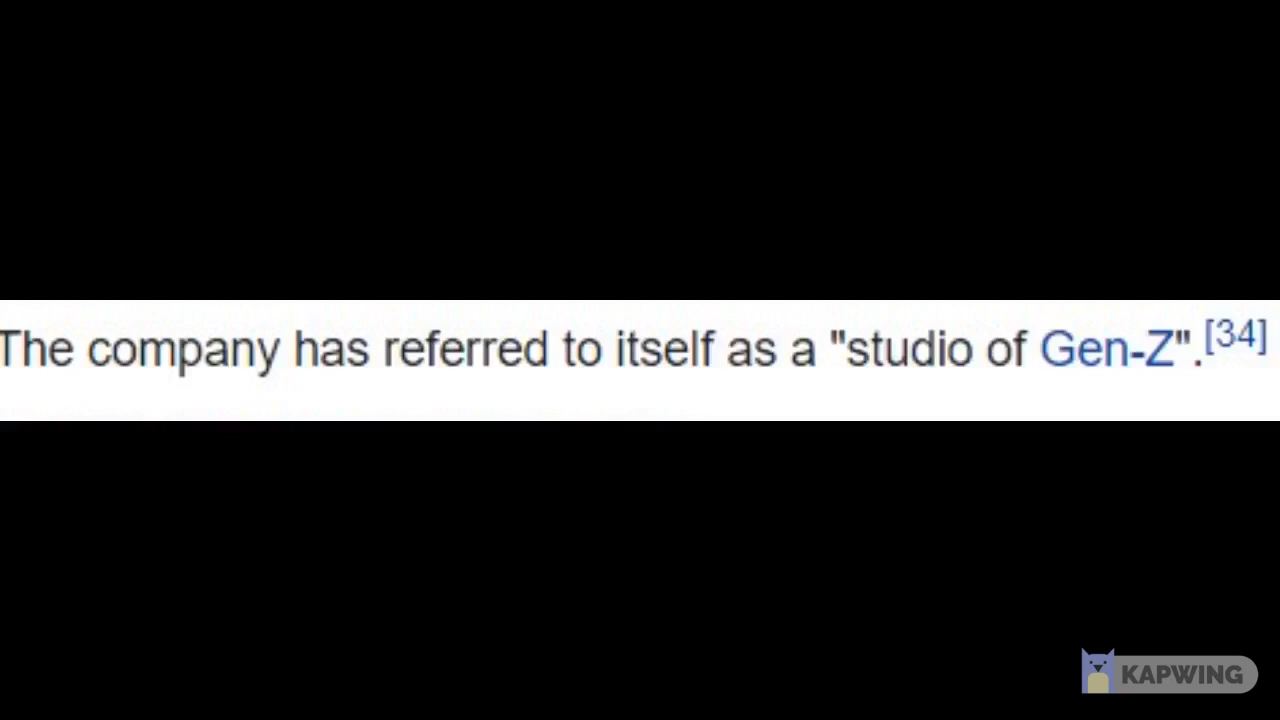 The company has referred to itself as a "studio of Gen-Z".[34]
KAPWING